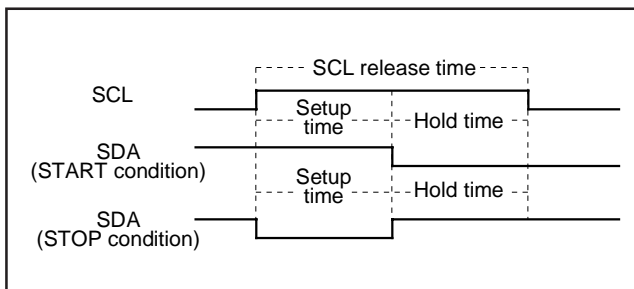 SCL release time
SCL
Setup
time
Hold time
SDA
(START condition)
Setup
time
Hold time
SDA
(STOP condition)